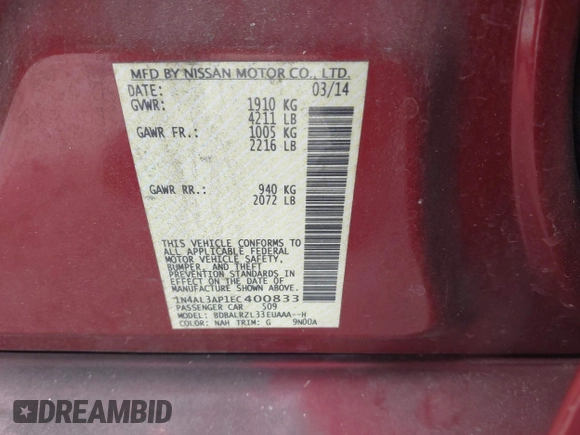 MFD BY NISSAN MOTOR CO., LTD.
DATE: 03/14
GVWR: 1910 KG
4211 LB
GAWR FR.: 1005 KG
2216 LB
GAWR RR.: 940 KG
2072 LB
THIS VEHICLE CONFORMS TO
ALL APPLICABLE FEDERAL
MOTOR VEHICLE SAFETY,
BUMPER, AND THEFT
PREVENTION STANDARDS
IN EFFECT ON THE DATE OF
MANUFACTURE SHOWN ABOVE.
1N4AL3AP1EC400833
PASSENGER CAR 509
MODEL: BDBALRZL33EUAAA--H
COLOR: NAH TRIM: G 9N00A
DREAMBID